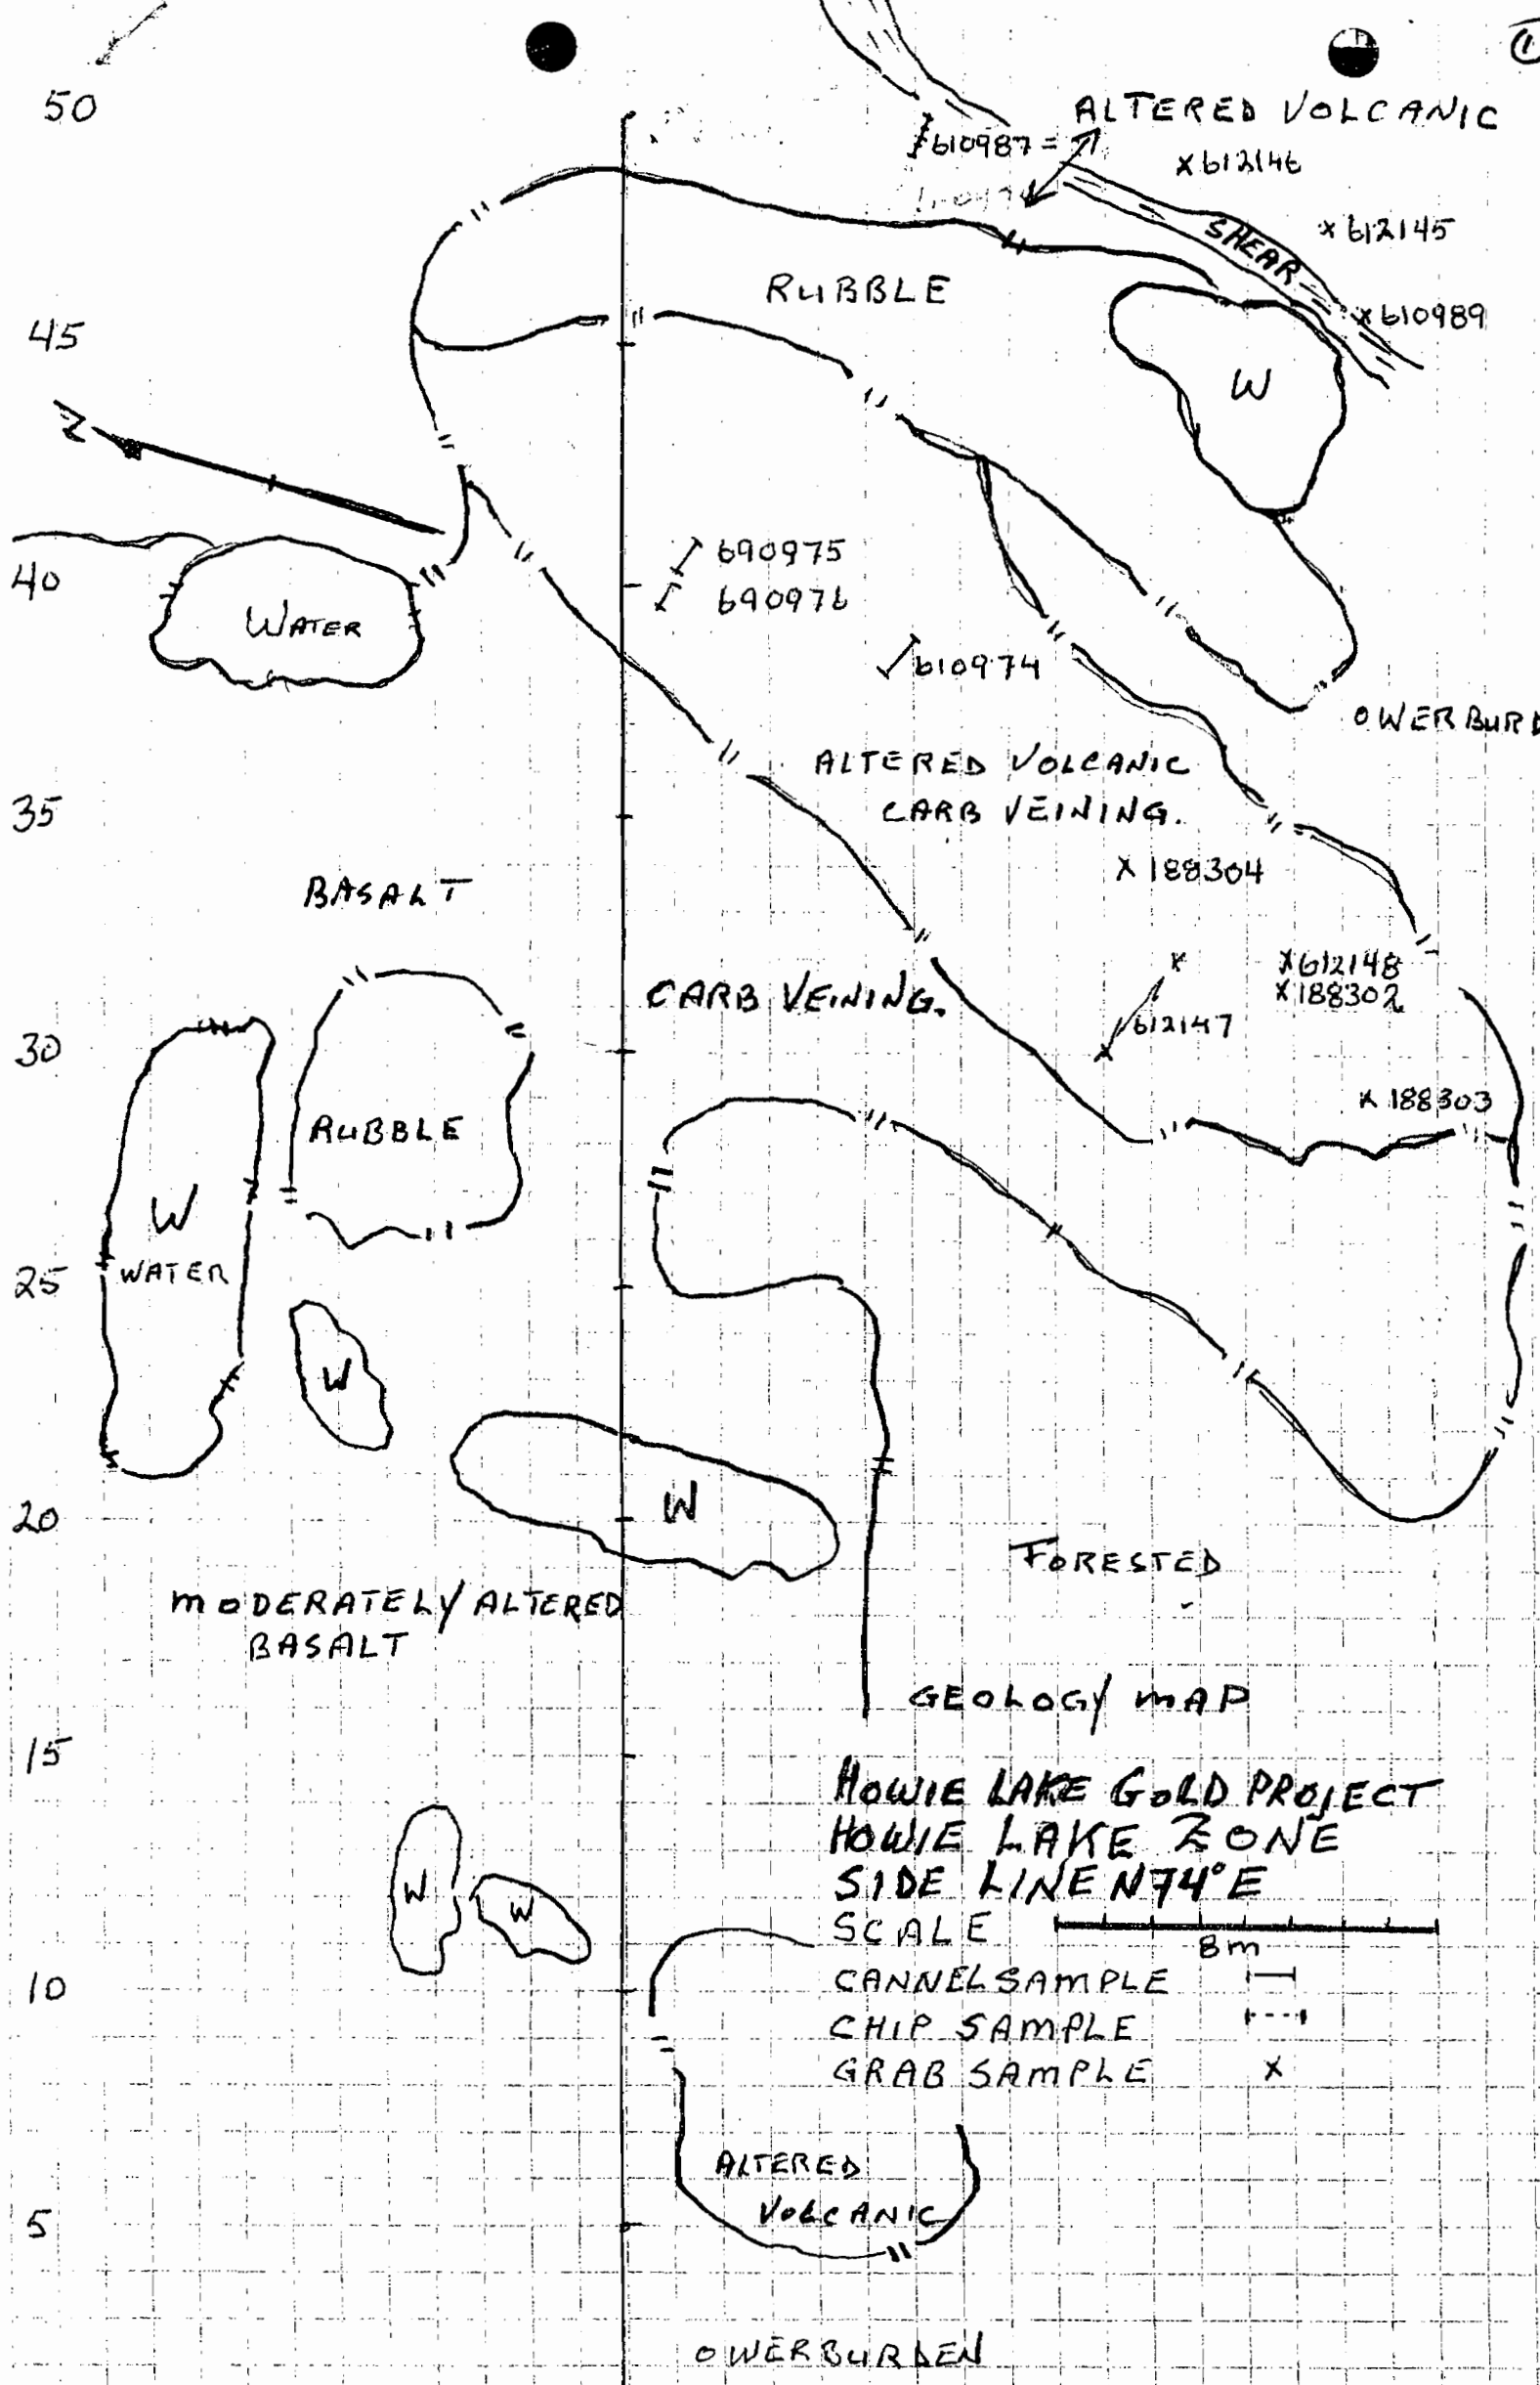 1
50
ALTERED VOLCANIC
610987 =
x 612146
x 612145
SHEAR
RUBBLE
x 610989
45
W
N
690975
40
690976
WATER
610974
OWERBURD
ALTERED VOLCANIC
CARB VEINING.
35
x 188304
BASALT
x 612148
x 188302
CARB VEINING.
612147
30
x 188303
RUBBLE
W
WATER
25
W
W
20
FORESTED
MODERATELY ALTERED
BASALT
GEOLOGY MAP
15
HOWIE LAKE GOLD PROJECT
HOWIE LAKE ZONE
SIDE LINE N74°E
W
W
SCALE
8m
10
CANNEL SAMPLE
CHIP SAMPLE
GRAB SAMPLE x
ALTERED
VOLCANIC
5
OWERBURDEN